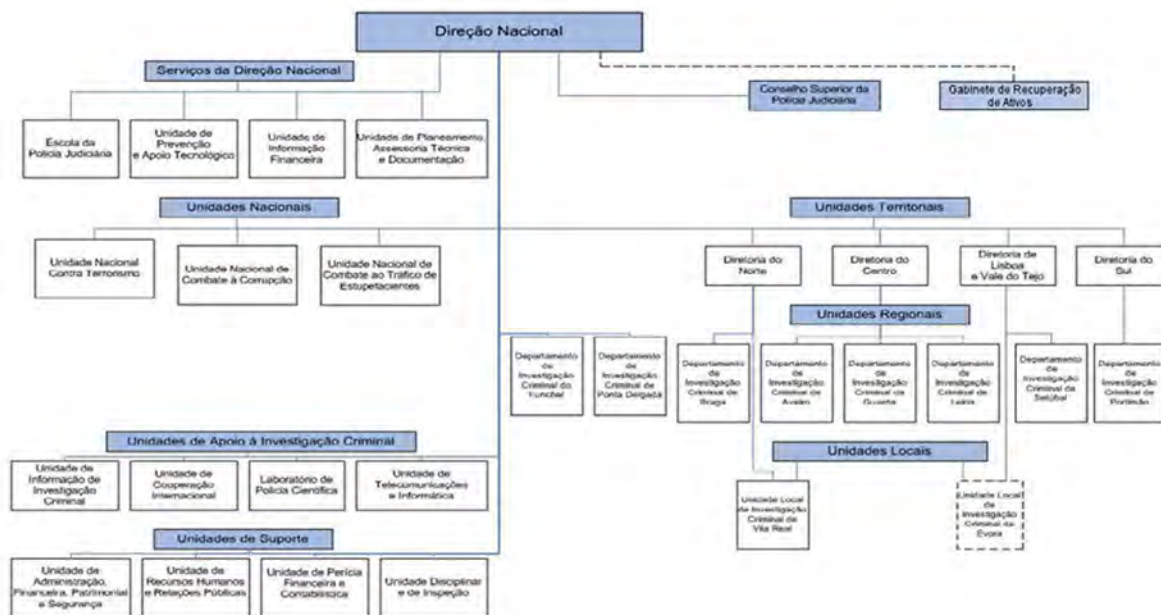 Direção Nacional
Serviços da Direção Nacional
Conselho Superior da
Polícia Judiciária
Gabinete de Recuperação
de Ativos
Escola da
Polícia Judiciária
Unidade de
Prevenção
e Apoio Tecnológico
Unidade de
Informação
Financeira
Unidade de Planeamento,
Assessoria Técnica
e Documentação
Unidades Nacionais
Unidades Territoriais
Unidade Nacional
Contra Terrorismo
Unidade Nacional de
Combate à Corrupção
Unidade Nacional de
Combate ao Tráfico de
Estupefacientes
Diretoria do
Norte
Diretoria do
Centro
Diretoria de
Lisboa
e Vale do Tejo
Diretoria do
Sul
Unidades Regionais
Departamento
de
Investigação
Criminal do
Funchal
Departamento
de
Investigação
Criminal de
Ponta Delgada
Departamento
de
Investigação
Criminal de
Braga
Departamento
de
Investigação
Criminal de
Aveiro
Departamento
de
Investigação
Criminal da
Guarda
Departamento
de
Investigação
Criminal de
Leiria
Departamento
de
Investigação
Criminal de Setúbal
Departamento
de
Investigação
Criminal de
Portimão
Unidades de Apoio à Investigação Criminal
Unidades Locais
Unidade de
Informação de
Investigação
Criminal
Unidade de
Cooperação
Internacional
Laboratório de
Polícia Científica
Unidade de
Telecomunicações
e Informática
Unidade Local
de Investigação
Criminal de
Vila Real
Unidade Local
de
Investigação
Criminal de
Évora
Unidades de Suporte
Unidade de
Administração,
Financeira, Patrimonial
e Segurança
Unidade de
Recursos Humanos
e Relações Públicas
Unidade de Perícia
Financeira e
Contabilística
Unidade Disciplinar
e de Inspeção